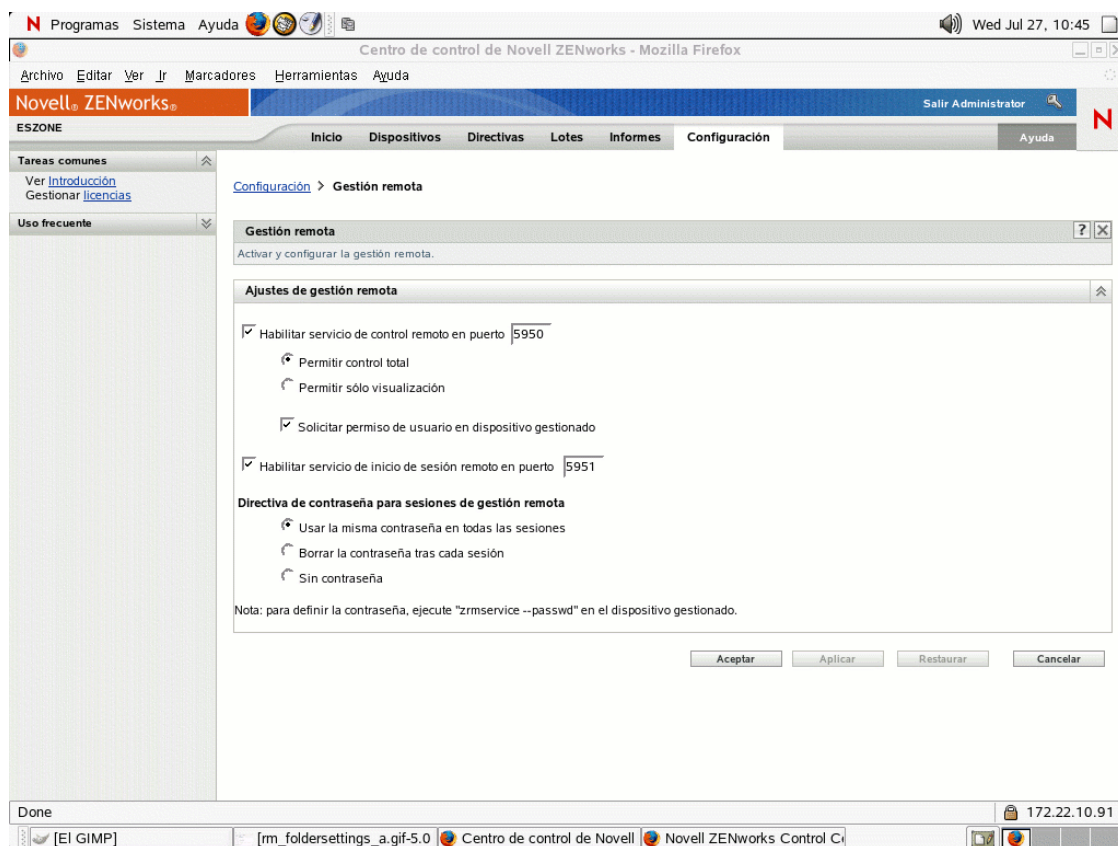 N Programas Sistema Ayuda Wed Jul 27, 10:45
Centro de control de Novell ZENworks - Mozilla Firefox
Archivo Editar Ver Ir Marcadores Herramientas Ayuda
Novell® ZENworks® Salir Administrator
N
ESZONE
Inicio Dispositivos Directivas Lotes Informes Configuración Ayuda
Tareas comunes
Ver Introducción
Gestionar licencias
Uso frecuente
Configuración > Gestión remota
Gestión remota ?
Activar y configurar la gestión remota.
Ajustes de gestión remota
Habilitar servicio de control remoto en puerto 5950
Permitir control total
Permitir sólo visualización
Solicitar permiso de usuario en dispositivo gestionado
Habilitar servicio de inicio de sesión remoto en puerto 5951
Directiva de contraseña para sesiones de gestión remota
Usar la misma contraseña en todas las sesiones
Borrar la contraseña tras cada sesión
Sin contraseña
Nota: para definir la contraseña, ejecute "zrmservice --passwd" en el dispositivo gestionado.
Aceptar Aplicar Restaurar Cancelar
Done 172.22.10.91
[El GIMP] [rm_foldersettings_a.gif-5.0 Centro de control de Novell Novell ZENworks Control C